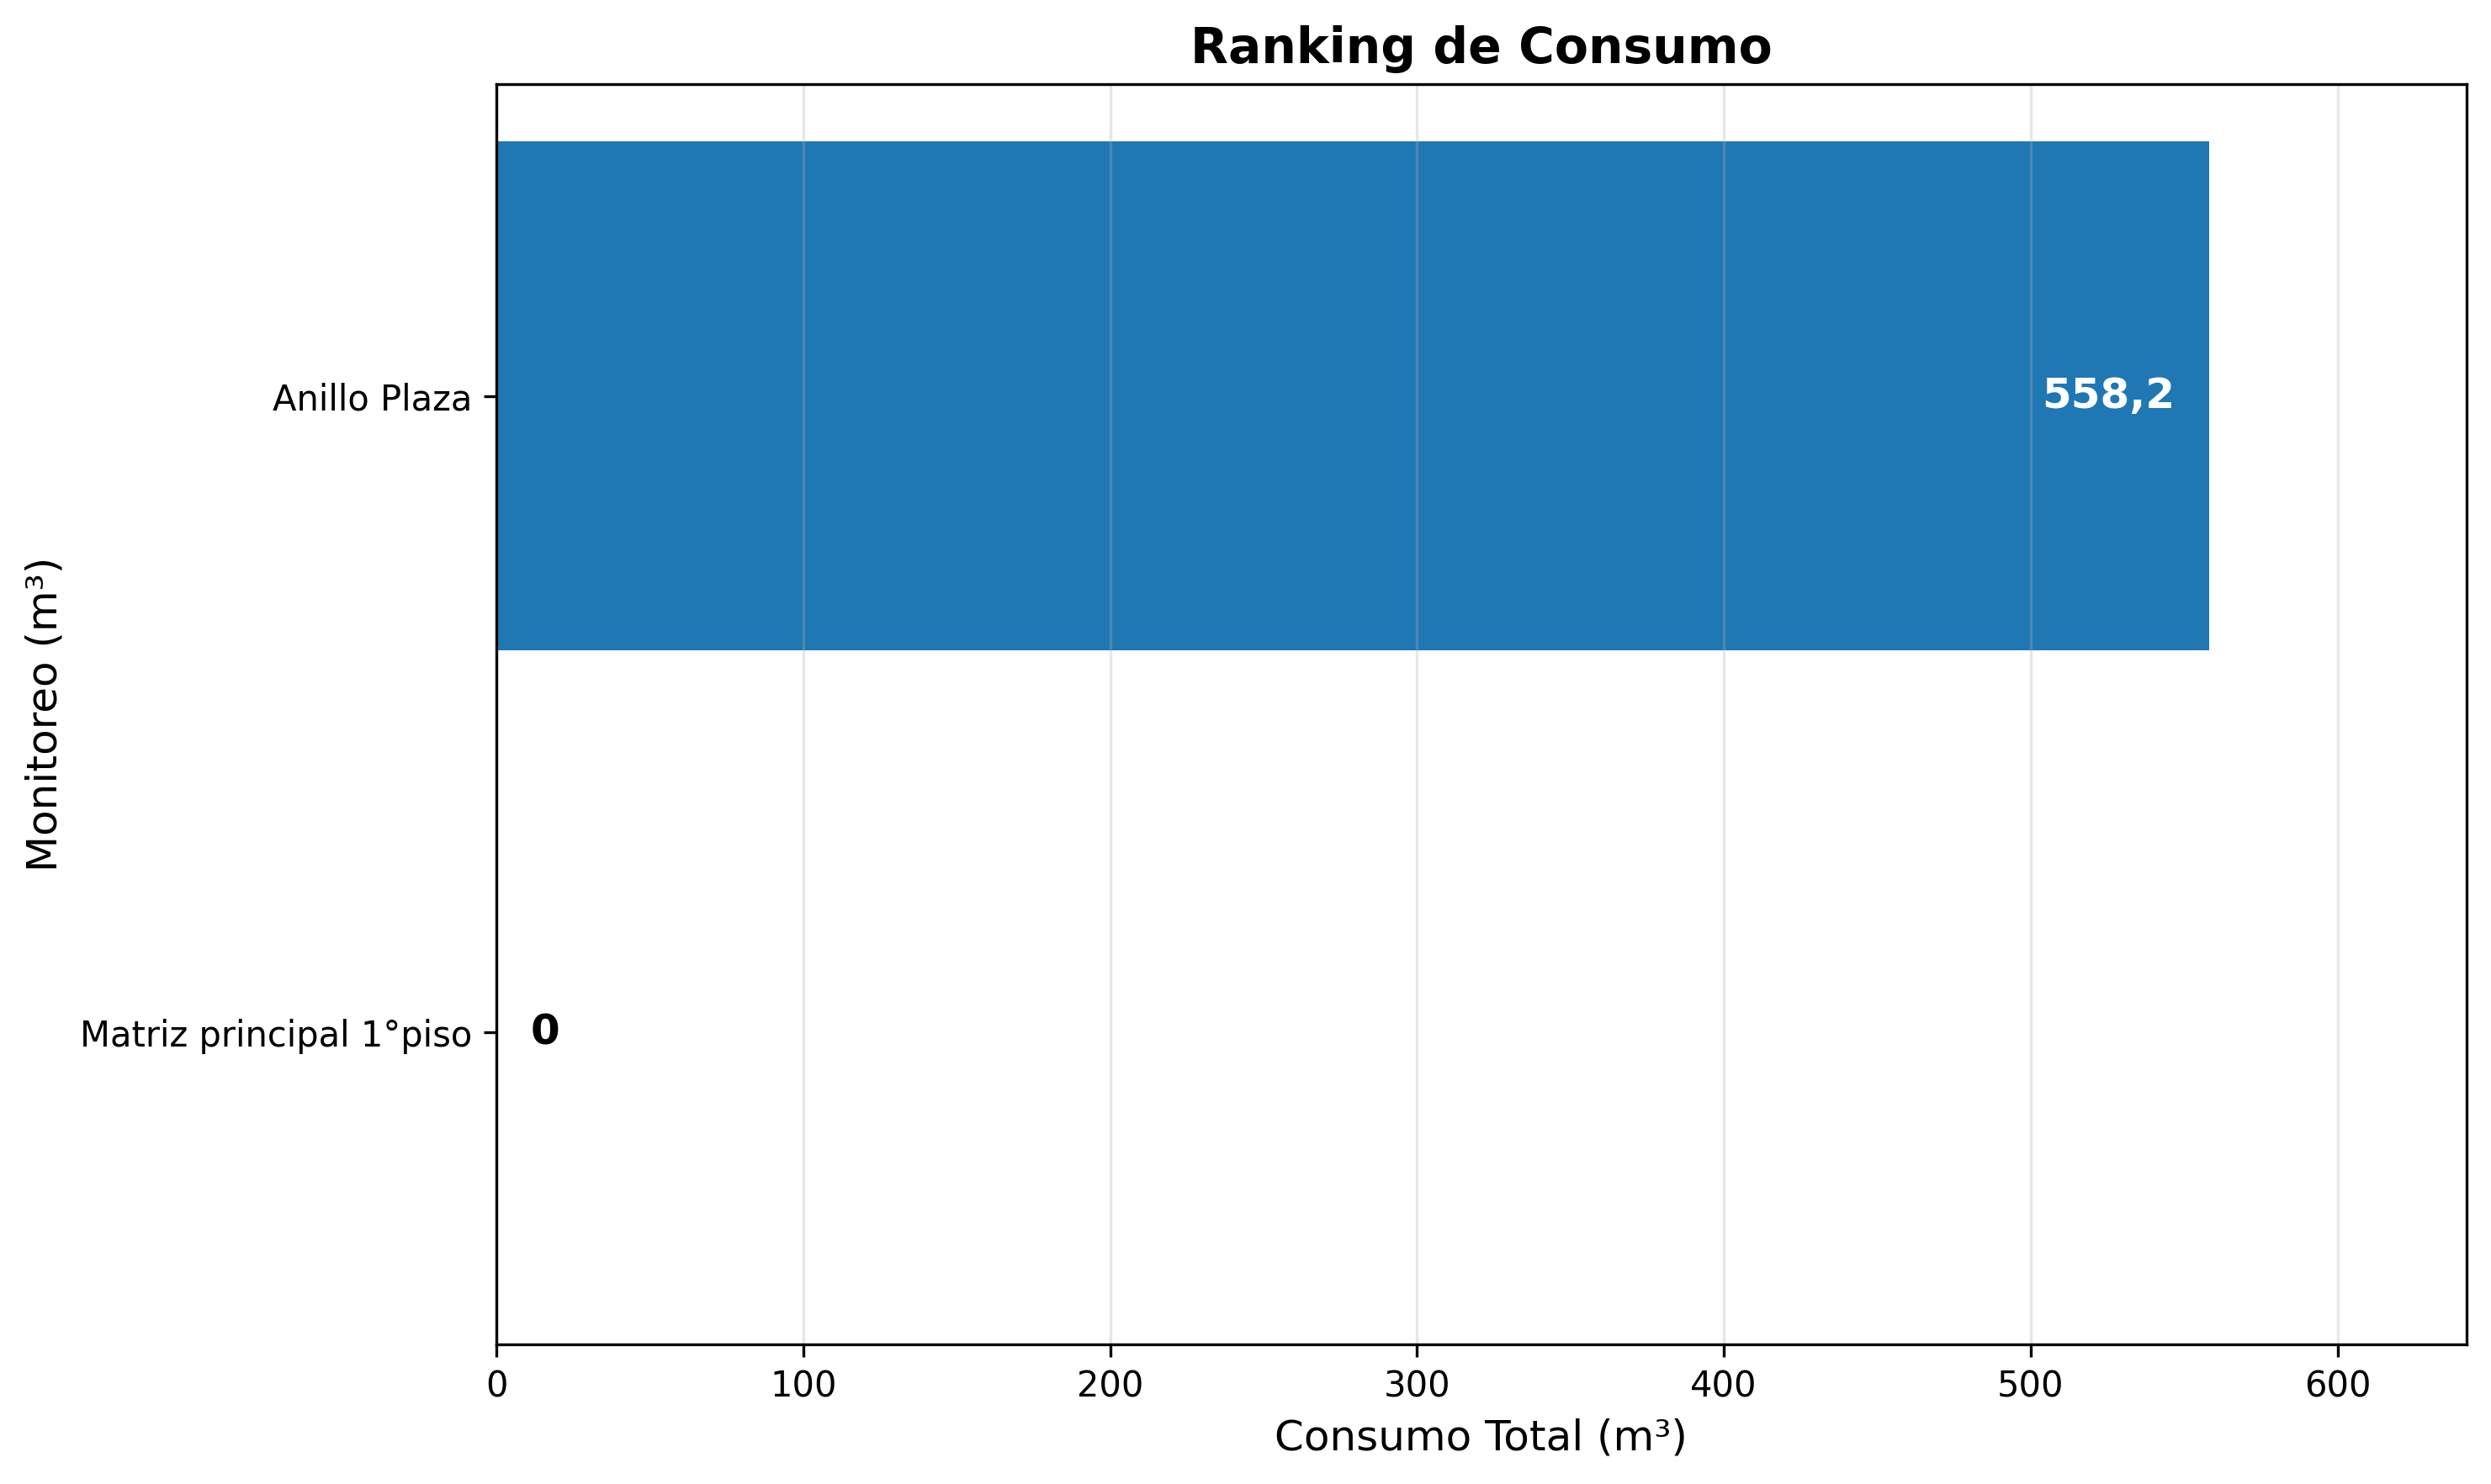 Ranking de Consumo
Monitoreo (m³)
Anillo Plaza
558,2
Matriz principal 1°piso
0
0
100
200
300
400
500
600
Consumo Total (m³)